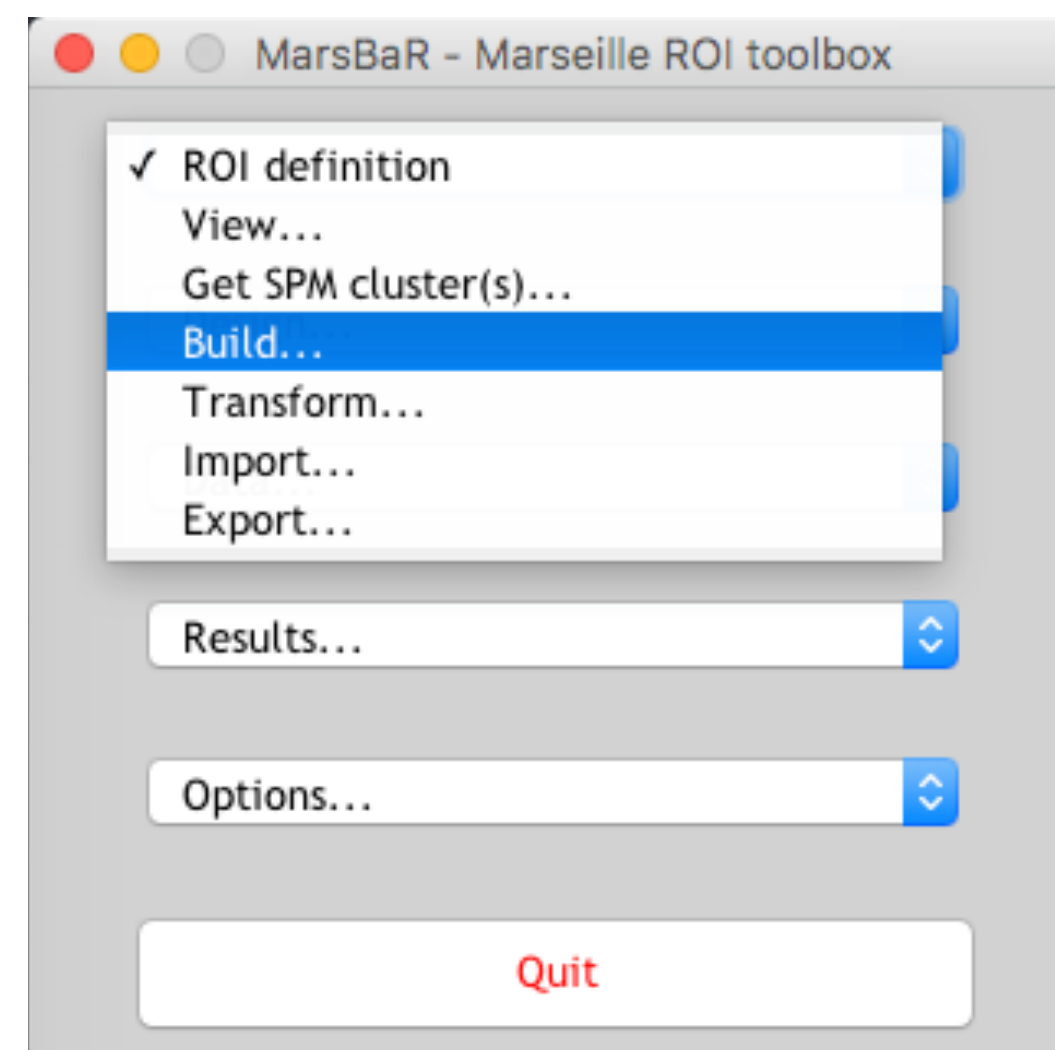 MarsBaR - Marseille ROI toolbox
✓ ROI definition
View...
Get SPM cluster(s)...
Build...
Transform...
Import...
Export...
Results...
Options...
Quit